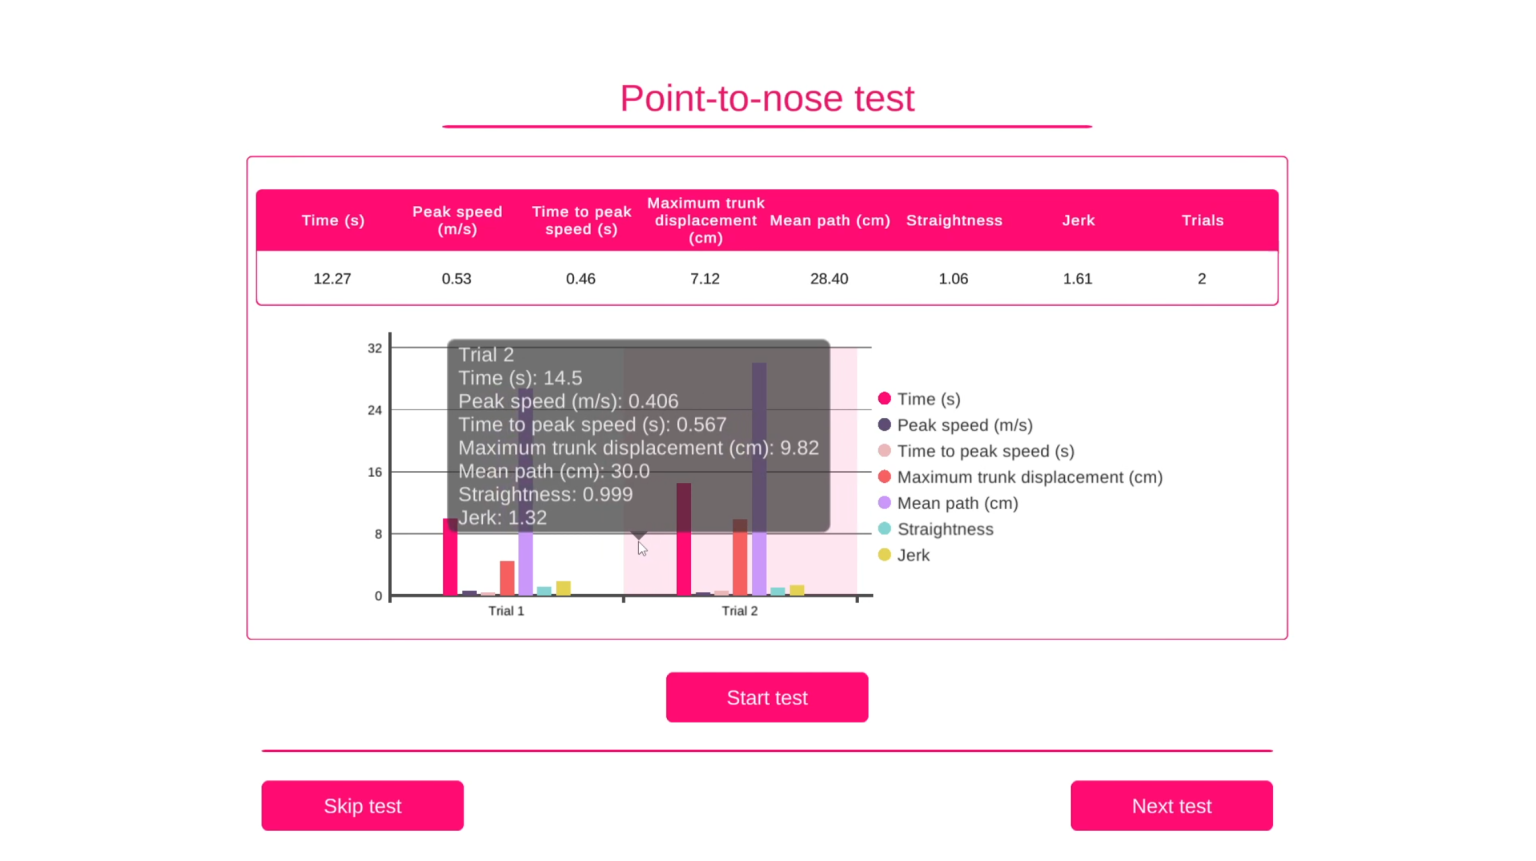 Point-to-nose test
Time (s)
Peak speed
(m/s)
Time to peak
speed (s)
Maximum trunk
displacement
(cm)
Mean path (cm)
Straightness
Jerk
Trials
12.27
0.53
0.46
7.12
28.40
1.06
1.61
2
32
24
16
8
0
Trial 2
Time (s): 14.5
Peak speed (m/s): 0.406
Time to peak speed (s): 0.567
Maximum trunk displacement (cm): 9.82
Mean path (cm): 30.0
Straightness: 0.999
Jerk: 1.32
Trial 1
Trial 2
Time (s)
Peak speed (m/s)
Time to peak speed (s)
Maximum trunk displacement (cm)
Mean path (cm)
Straightness
Jerk
Start test
Skip test
Next test